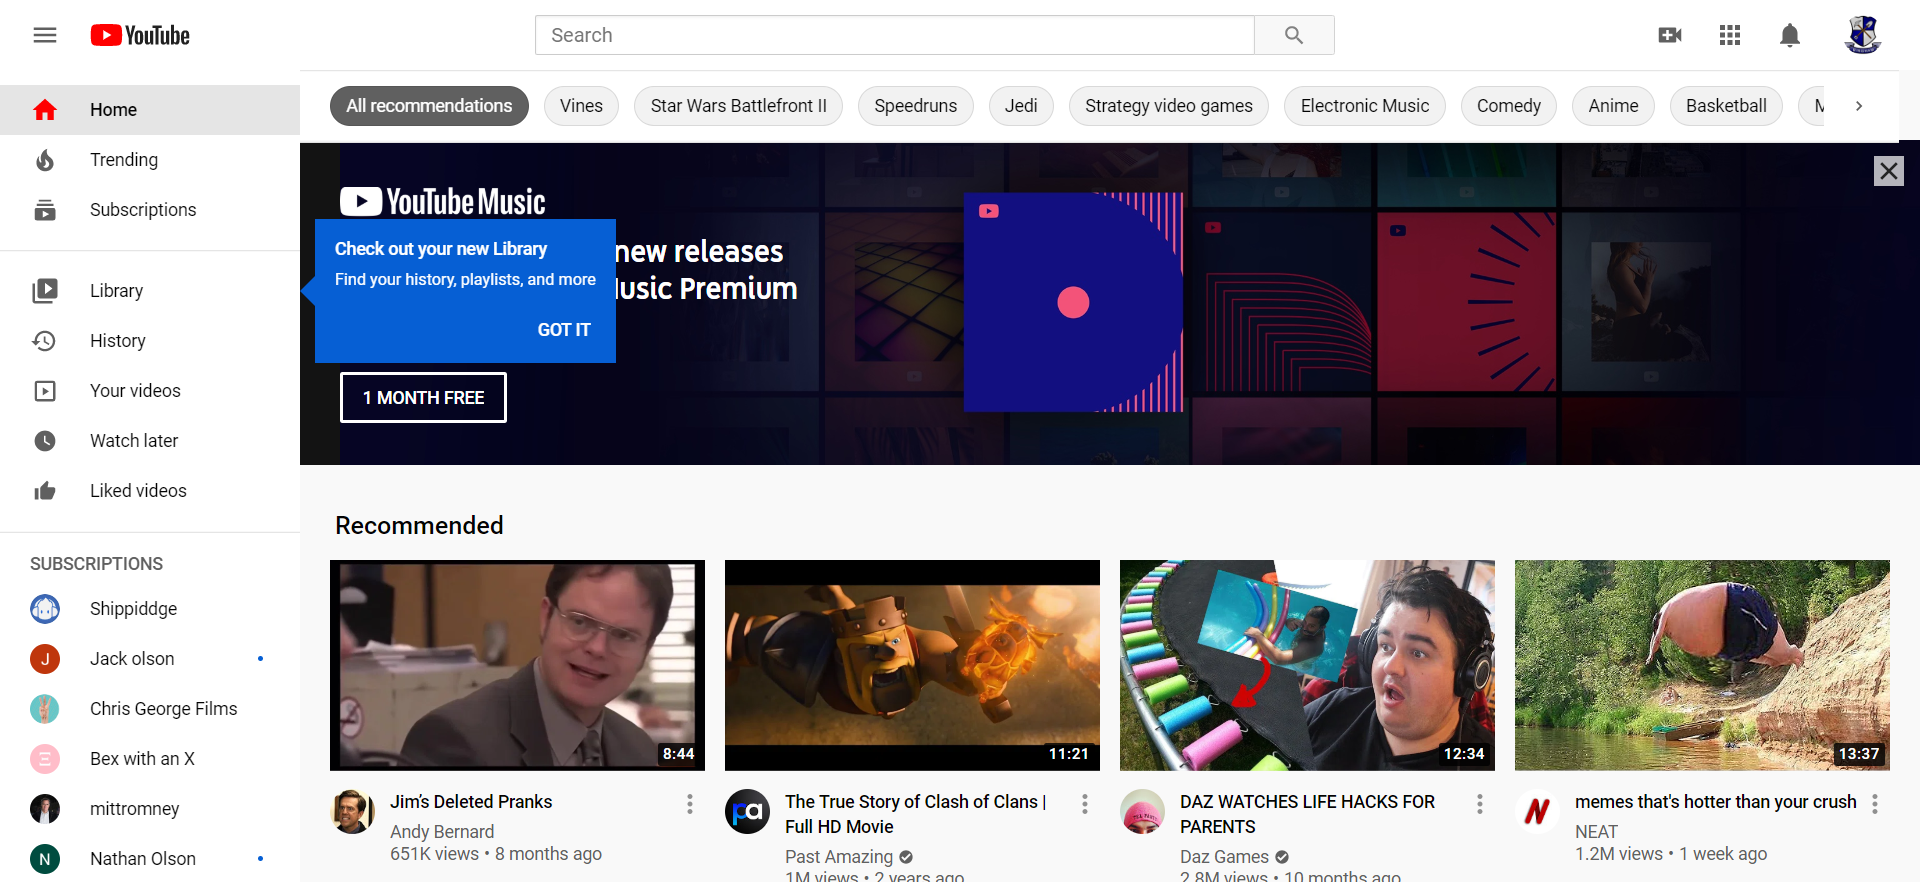 YouTube
Search
Home
Trending
Subscriptions
Library
History
Your videos
Watch later
Liked videos
SUBSCRIPTIONS
Shippiddge
J Jack olson
Chris George Films
Bex with an X
mittromney
N Nathan Olson
All recommendations Vines Star Wars Battlefront II Speedruns Jedi Strategy video games Electronic Music Comedy Anime Basketball
YouTube Music
new releases
usic Premium
Check out your new Library
Find your history, playlists, and more
GOT IT
1 MONTH FREE
Recommended
8:44
Jim’s Deleted Pranks
Andy Bernard
651K views • 8 months ago
11:21
pa
The True Story of Clash of Clans |
Full HD Movie
Past Amazing
1M views • 2 years ago
12:34
DAZ WATCHES LIFE HACKS FOR
PARENTS
Daz Games
2.8M views • 10 months ago
13:37
N
memes that's hotter than your crush
NEAT
1.2M views • 1 week ago